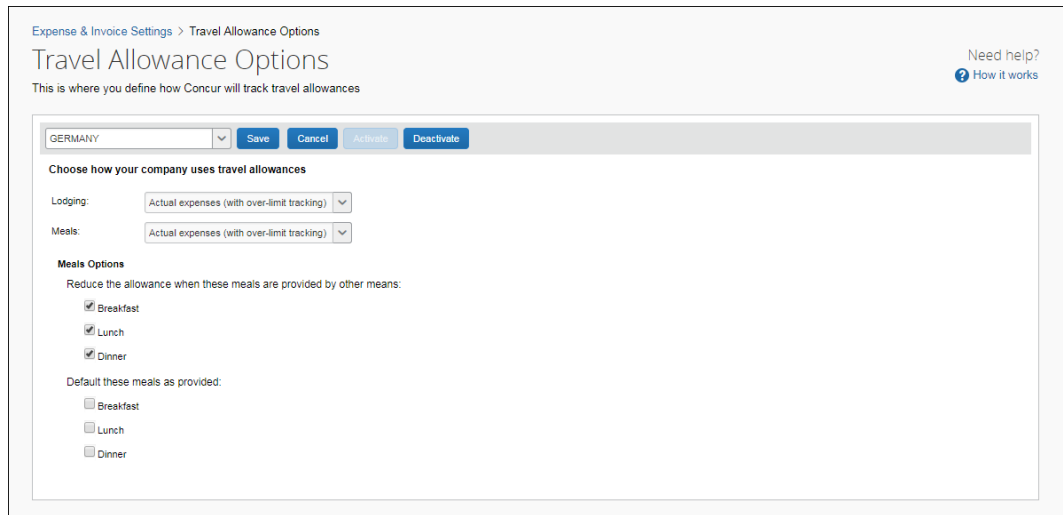 Expense & Invoice Settings > Travel Allowance Options
Travel Allowance Options
Need help?
? How it works
This is where you define how Concur will track travel allowances
GERMANY Save Cancel Activate Deactivate
Choose how your company uses travel allowances
Lodging: Actual expenses (with over-limit tracking)
Meals: Actual expenses (with over-limit tracking)
Meals Options
Reduce the allowance when these meals are provided by other means:
Breakfast
Lunch
Dinner
Default these meals as provided:
Breakfast
Lunch
Dinner